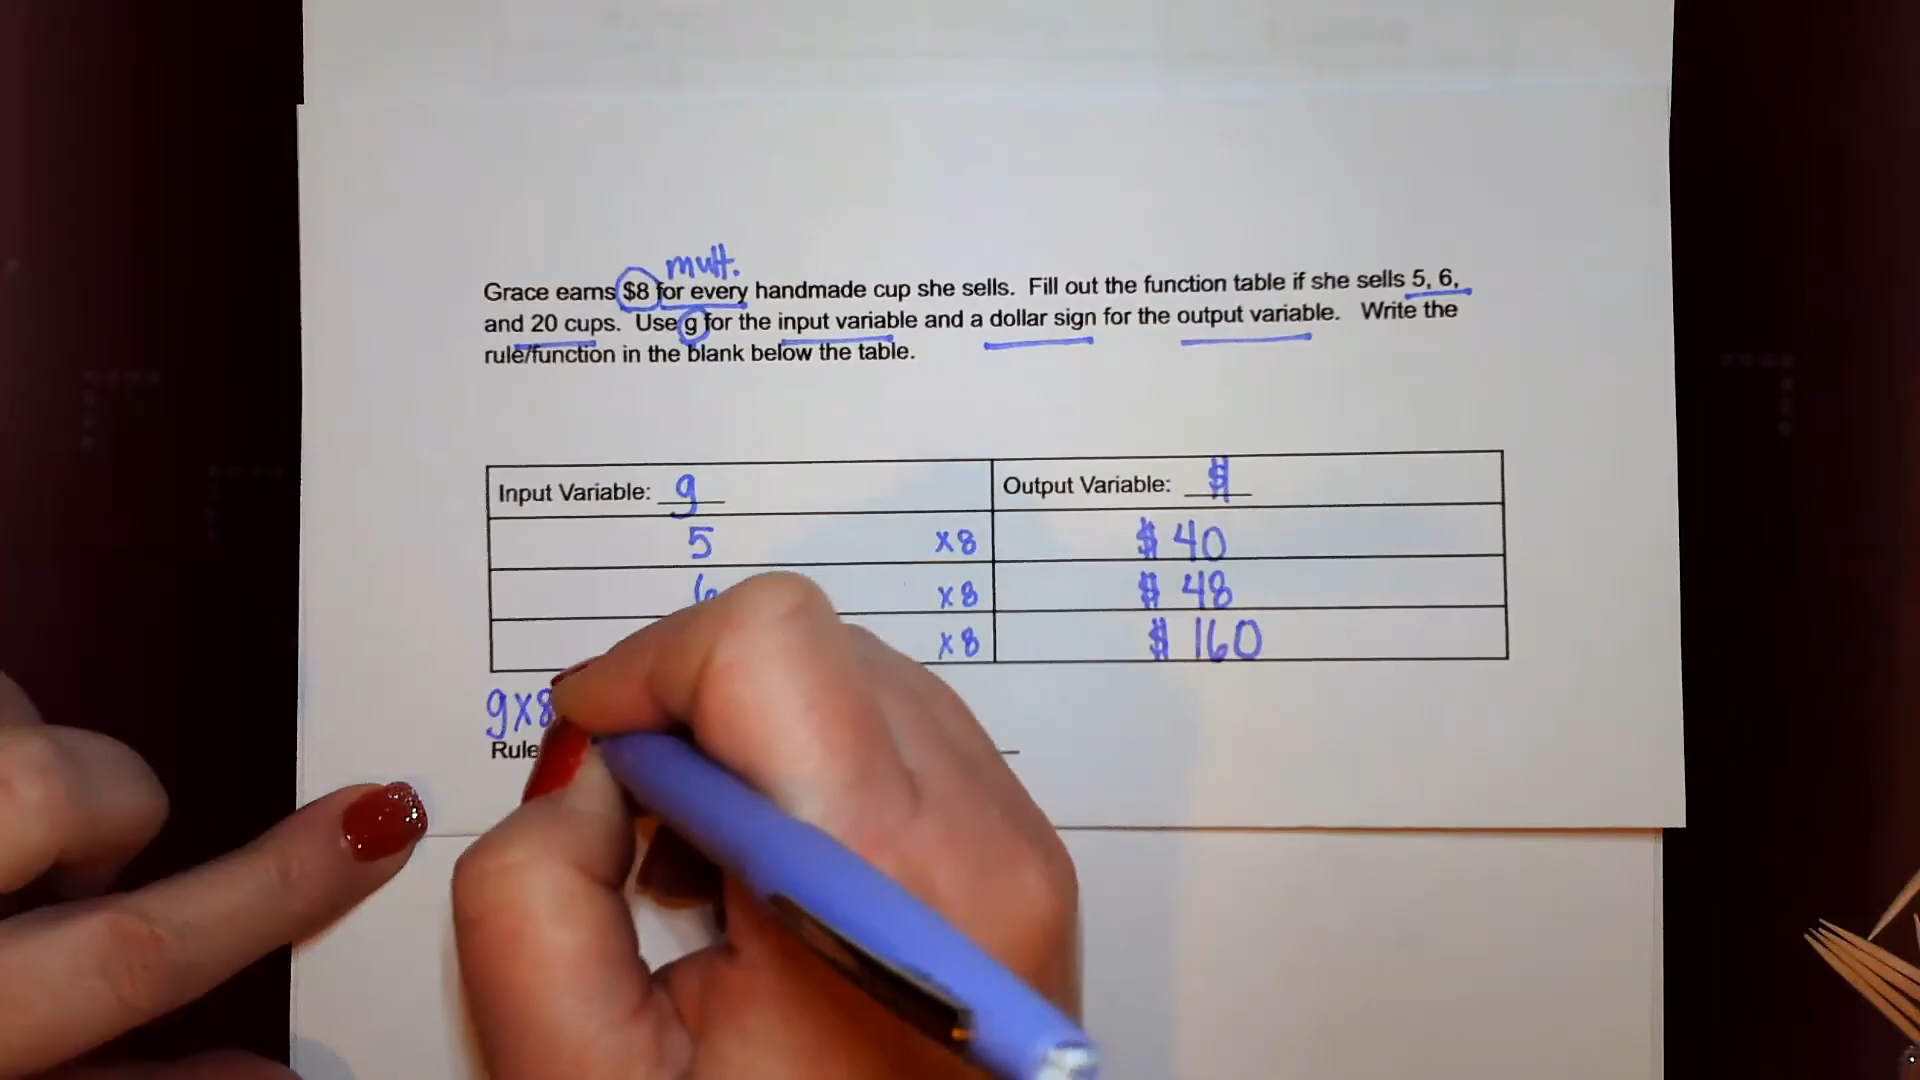 mult.
Grace earns $8 for every handmade cup she sells. Fill out the function table if she sells 5, 6,
and 20 cups. Use g for the input variable and a dollar sign for the output variable. Write the
rule/function in the blank below the table.
Input Variable: g Output Variable: $
5 x8 $ 40
6 x8 $ 48
x8 $ 160
gx8
Rule